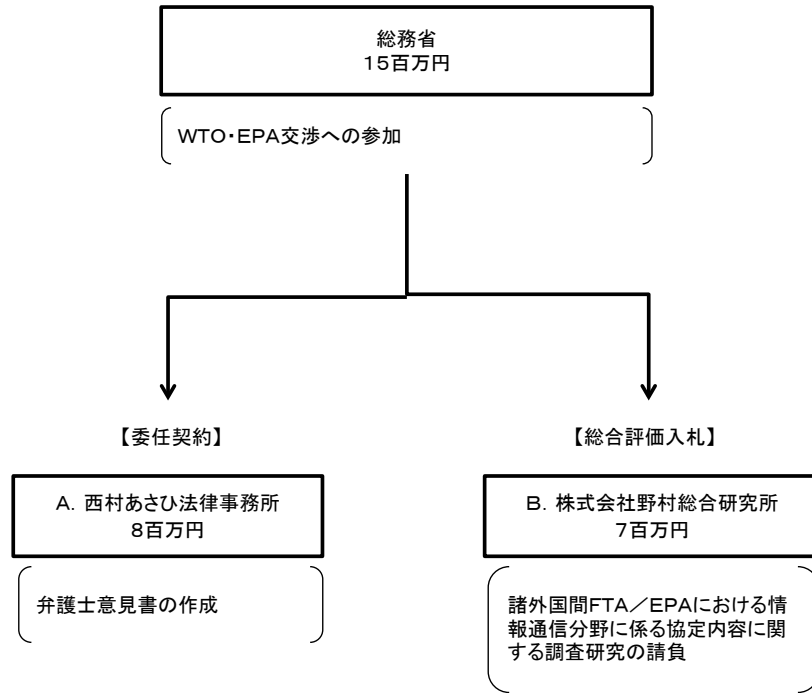 総務省
15百万円
WTO・EPA交渉への参加
【委任契約】
【総合評価入札】
A. 西村あさひ法律事務所
8百万円
B. 株式会社野村総合研究所
7百万円
弁護士意見書の作成
諸外国間FTA／EPAにおける情
報通信分野に係る協定内容に関
する調査研究の請負